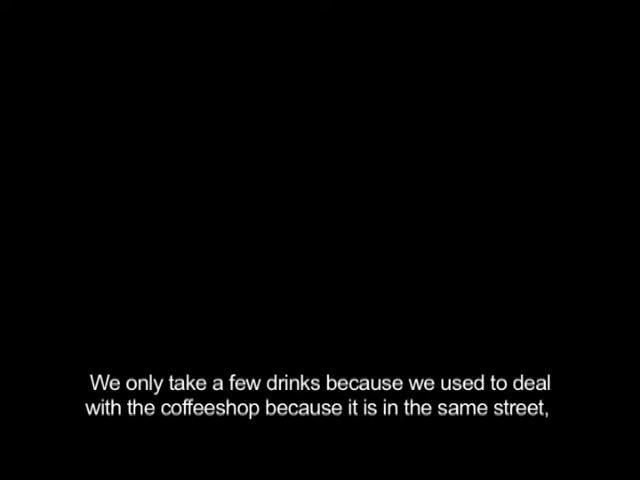 We only take a few drinks because we used to deal
with the coffeeshop because it is in the same street,